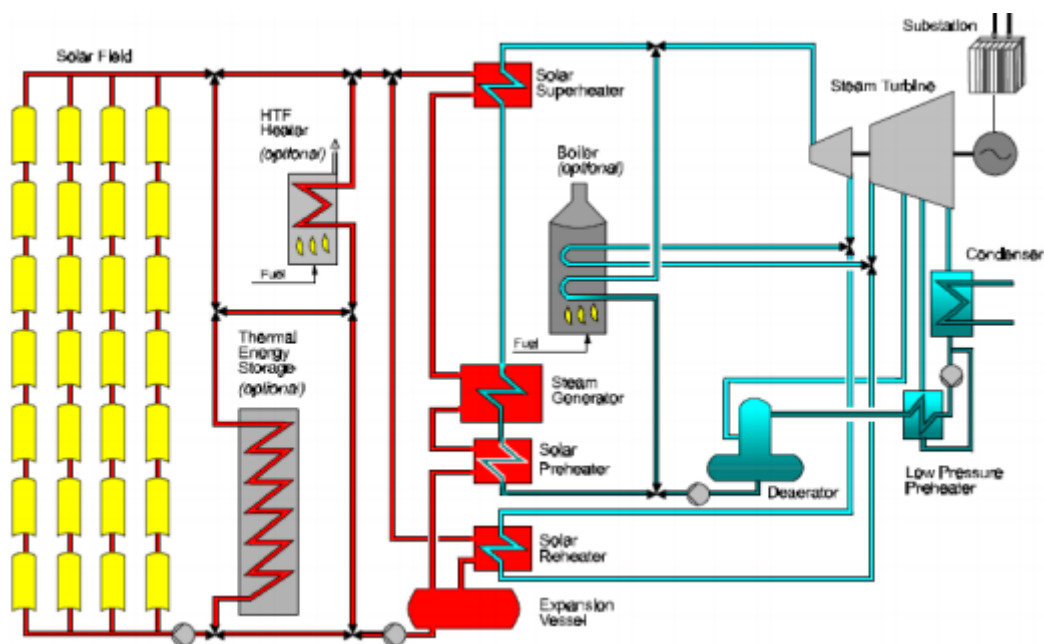 Substation
Solar Field
Solar
Superheater
Steam Turbine
HTF
Heater
(opitonal)
Boiler
(optional)
Fuel
Condenser
Thermal
Energy
Storage
(optional)
Fuel
Steam
Generator
Solar
Preheater
Deaerator
Low Pressure
Preheater
Solar
Reheater
Expansion
Vessel